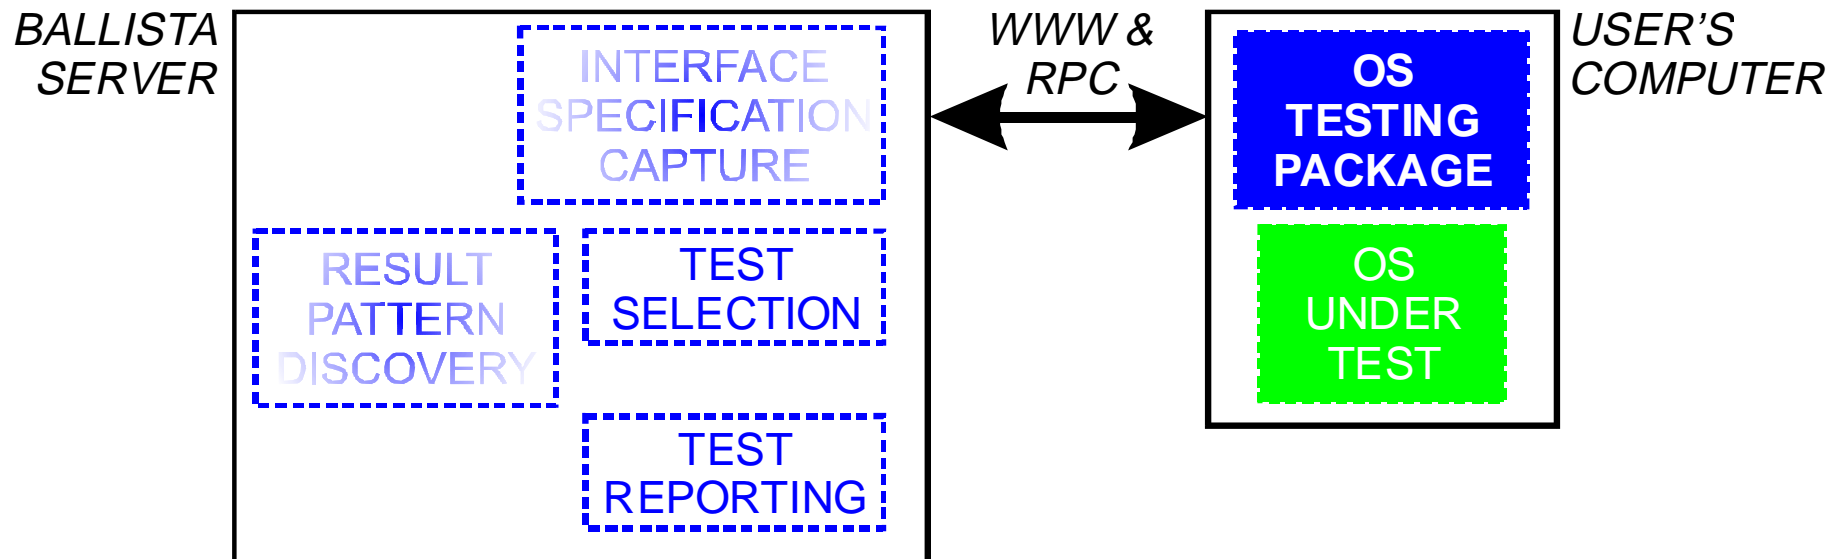 BALLISTA
SERVER
INTERFACE
SPECIFICATION
CAPTURE
RESULT
PATTERN
DISCOVERY
TEST
SELECTION
TEST
REPORTING
WWW &
RPC
OS
TESTING
PACKAGE
OS
UNDER
TEST
USER’S
COMPUTER